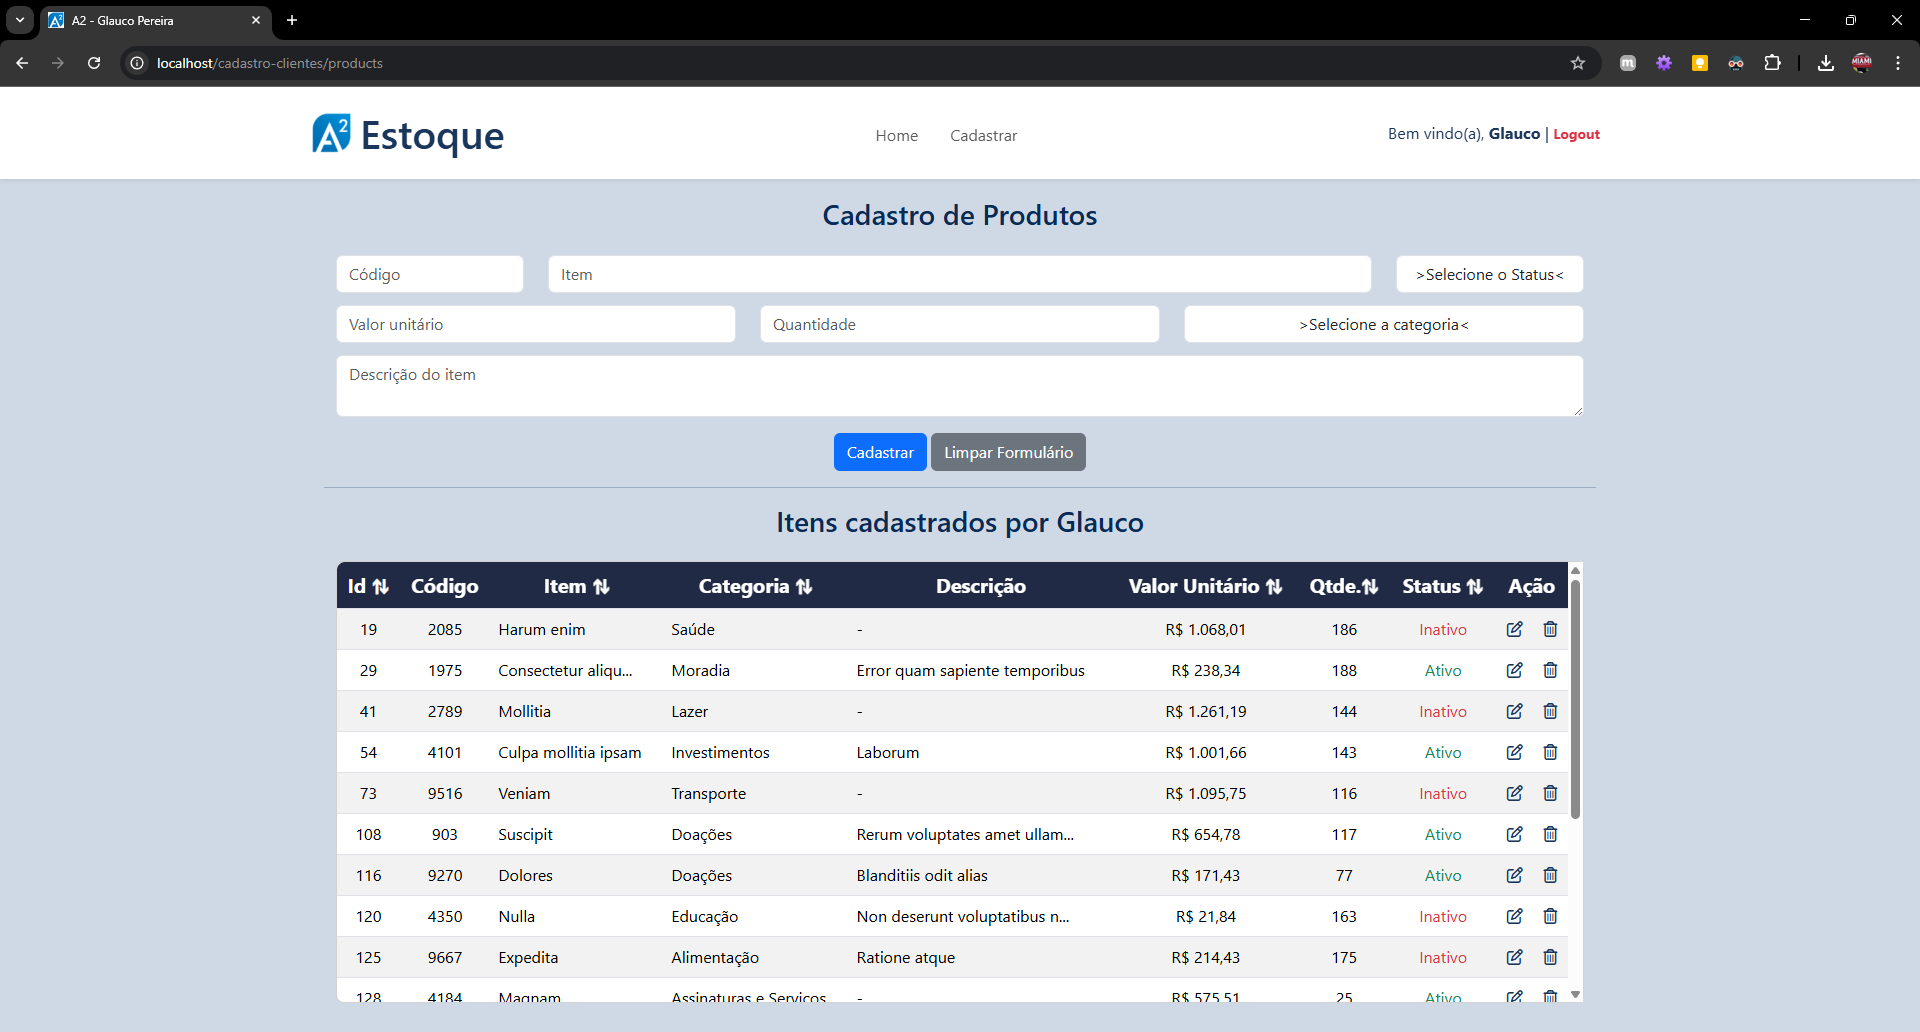 A2 - Glauco Pereira
localhost/cadastro-clientes/products
A2 Estoque
Home Cadastrar
Bem vindo(a), Glauco | Logout
Cadastro de Produtos
Código Item >Selecione o Status<
Valor unitário Quantidade >Selecione a categoria<
Descrição do item
Cadastrar Limpar Formulário
Itens cadastrados por Glauco
Id Código Item Categoria Descrição Valor Unitário Qtde. Status Ação
19 2085 Harum enim Saúde - R$ 1.068,01 186 Inativo
29 1975 Consectetur aliqu... Moradia Error quam sapiente temporibus R$ 238,34 188 Ativo
41 2789 Mollitia Lazer - R$ 1.261,19 144 Inativo
54 4101 Culpa mollitia ipsam Investimentos Laborum R$ 1.001,66 143 Ativo
73 9516 Veniam Transporte - R$ 1.095,75 116 Inativo
108 903 Suscipit Doações Rerum voluptates amet ullam... R$ 654,78 117 Ativo
116 9270 Dolores Doações Blanditiis odit alias R$ 171,43 77 Ativo
120 4350 Nulla Educação Non deserunt voluptatibus n... R$ 21,84 163 Inativo
125 9667 Expedita Alimentação Ratione atque R$ 214,43 175 Inativo
128 4184 Magnam Assinaturas e Serviços - R$ 575,51 25 Ativo